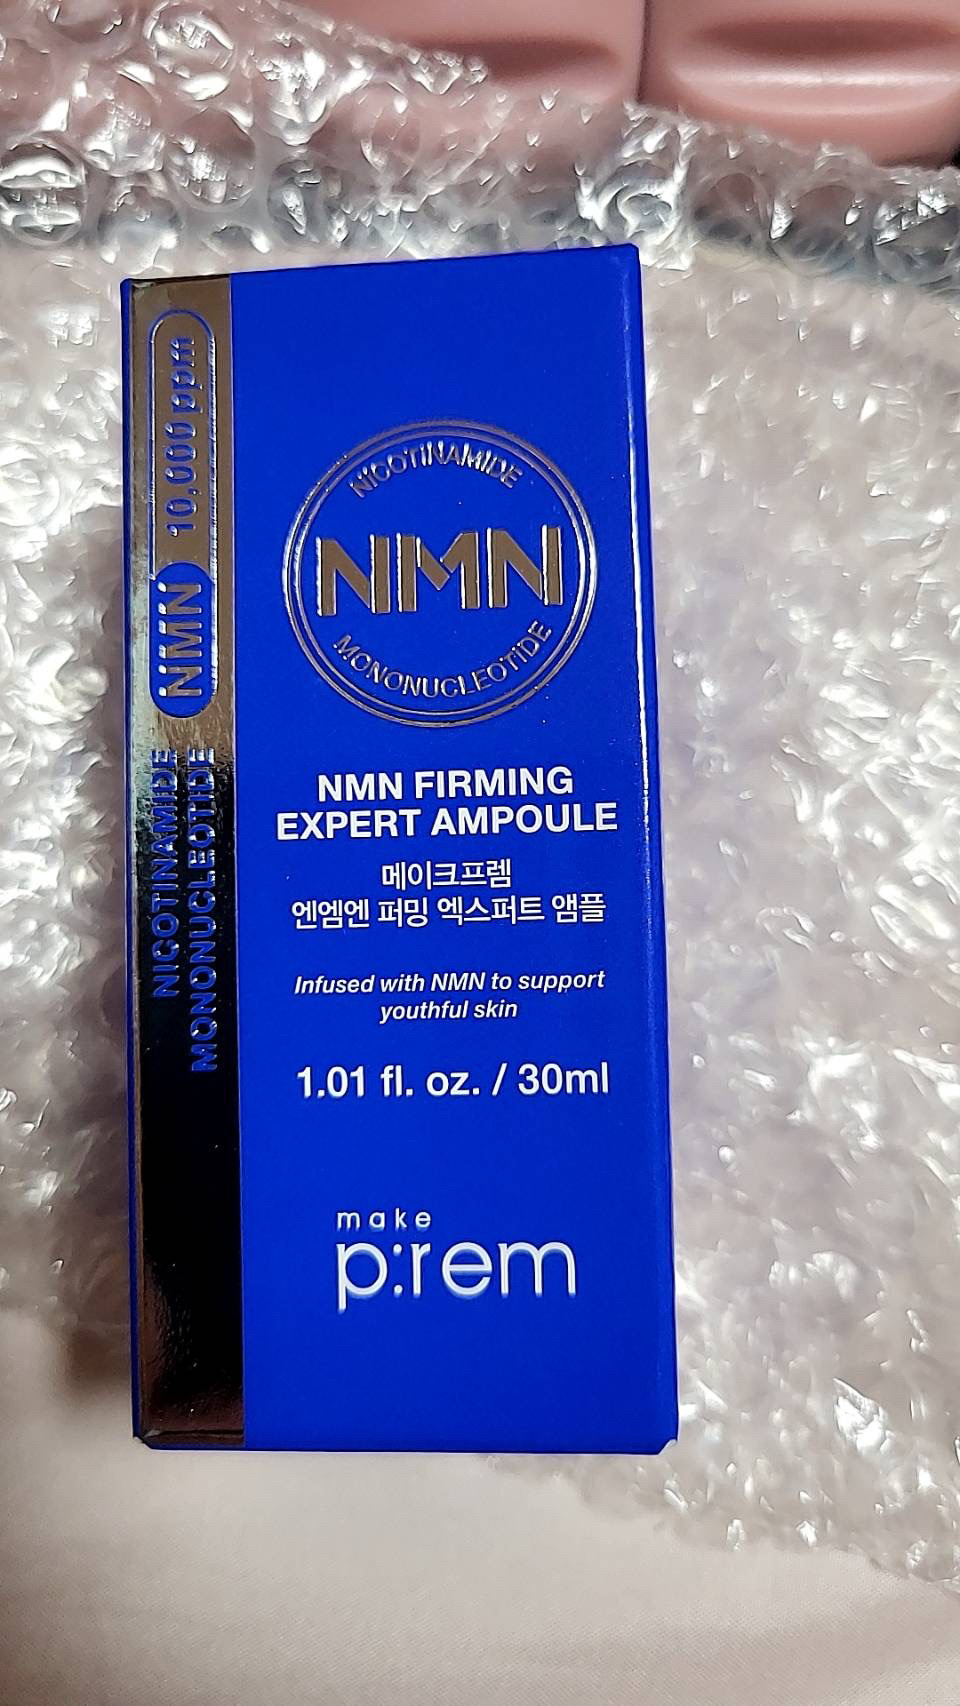 NMN 10,000 ppm
NICOTINAMIDE
MONONUCLEOTIDE
NICOTINAMIDE
NMN
MONONUCLEOTIDE
NMN FIRMING
EXPERT AMPOULE
메이크프렘
엔엠엔 퍼밍 엑스퍼트 앰플
Infused with NMN to support
youthful skin
1.01 fl. oz. / 30ml
make
p:rem